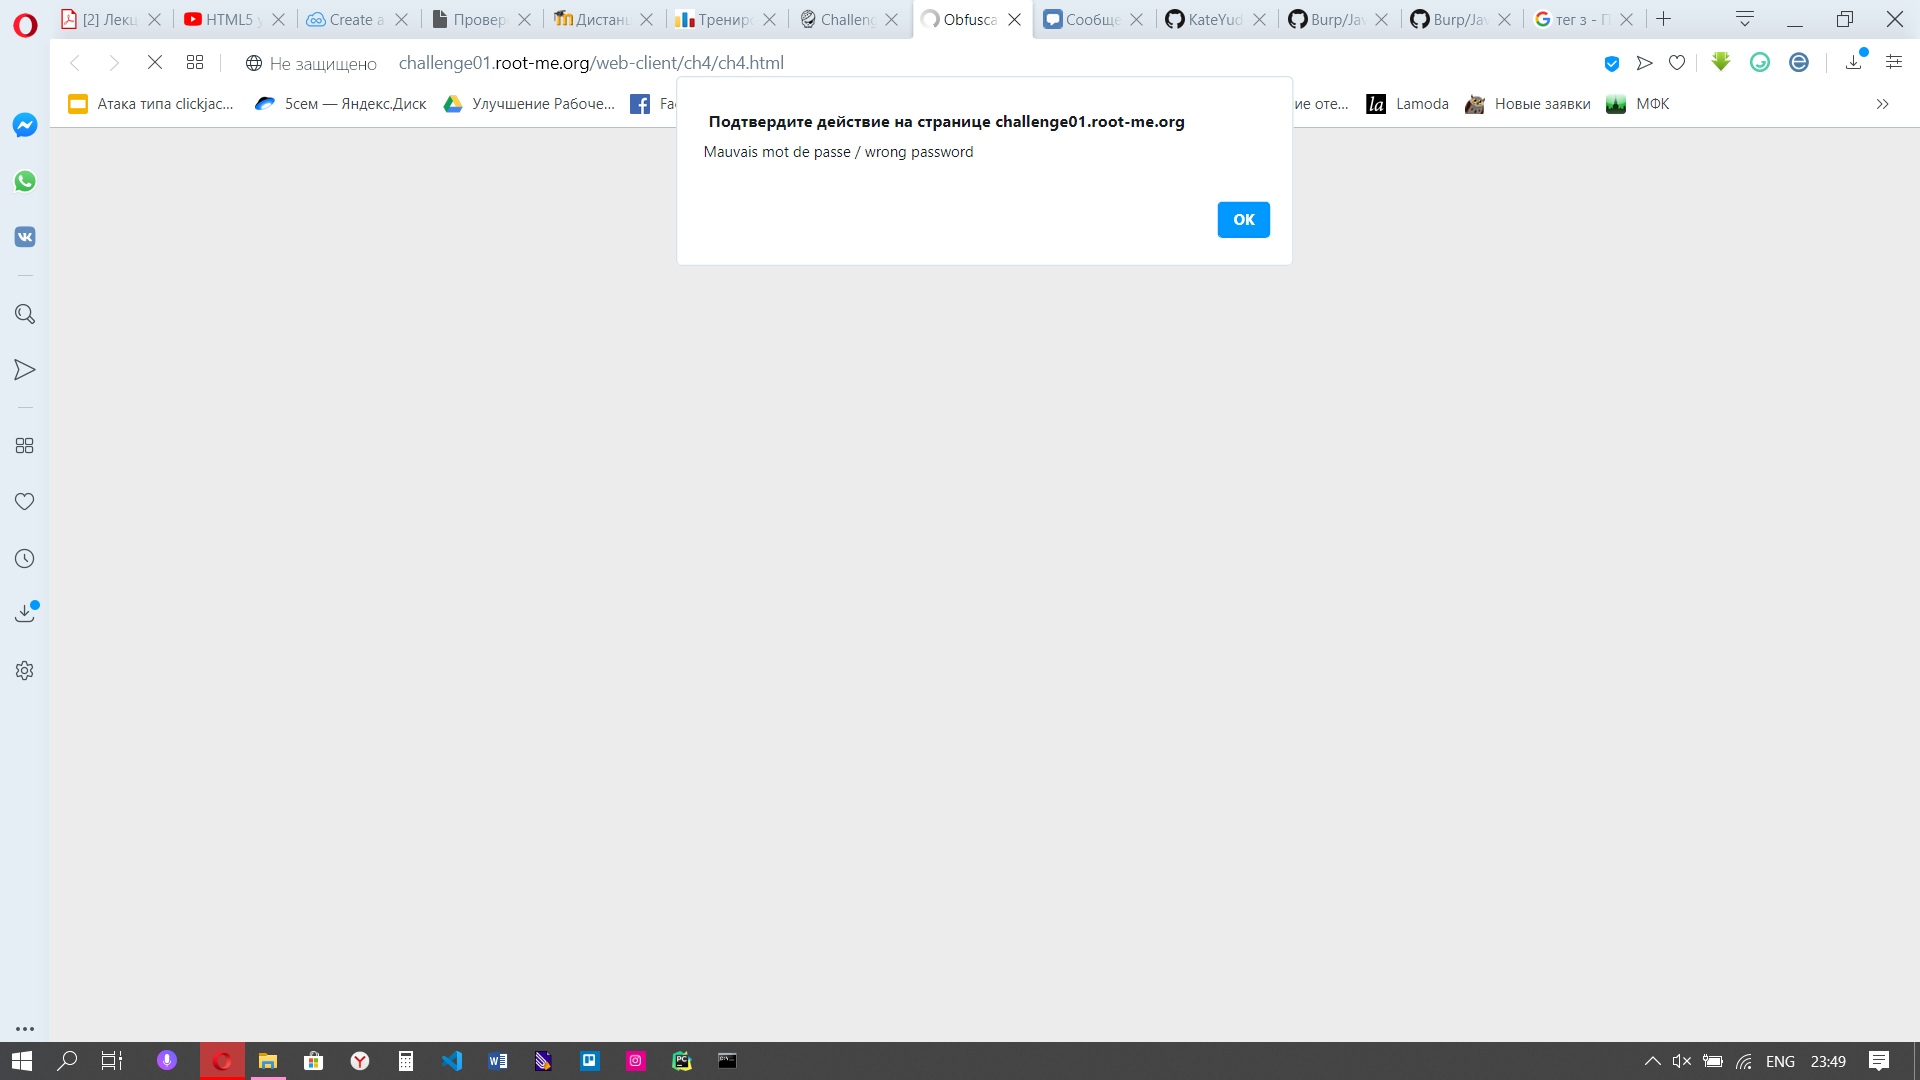 [2] Лекц
HTML5 у
Create a
Провер
Дистанц
Трениро
Challeng
Obfusca
Сообще
KateYud
Burp/Jav
Burp/Jav
тег з - П
Не защищено challenge01.root-me.org/web-client/ch4/ch4.html
Атака типа clickjac... 5сем — Яндекс.Диск Улучшение Рабоче... Fa ие оте... la Lamoda Новые заявки МФК
Подтвердите действие на странице challenge01.root-me.org
Mauvais mot de passe / wrong password
OK
ENG 23:49